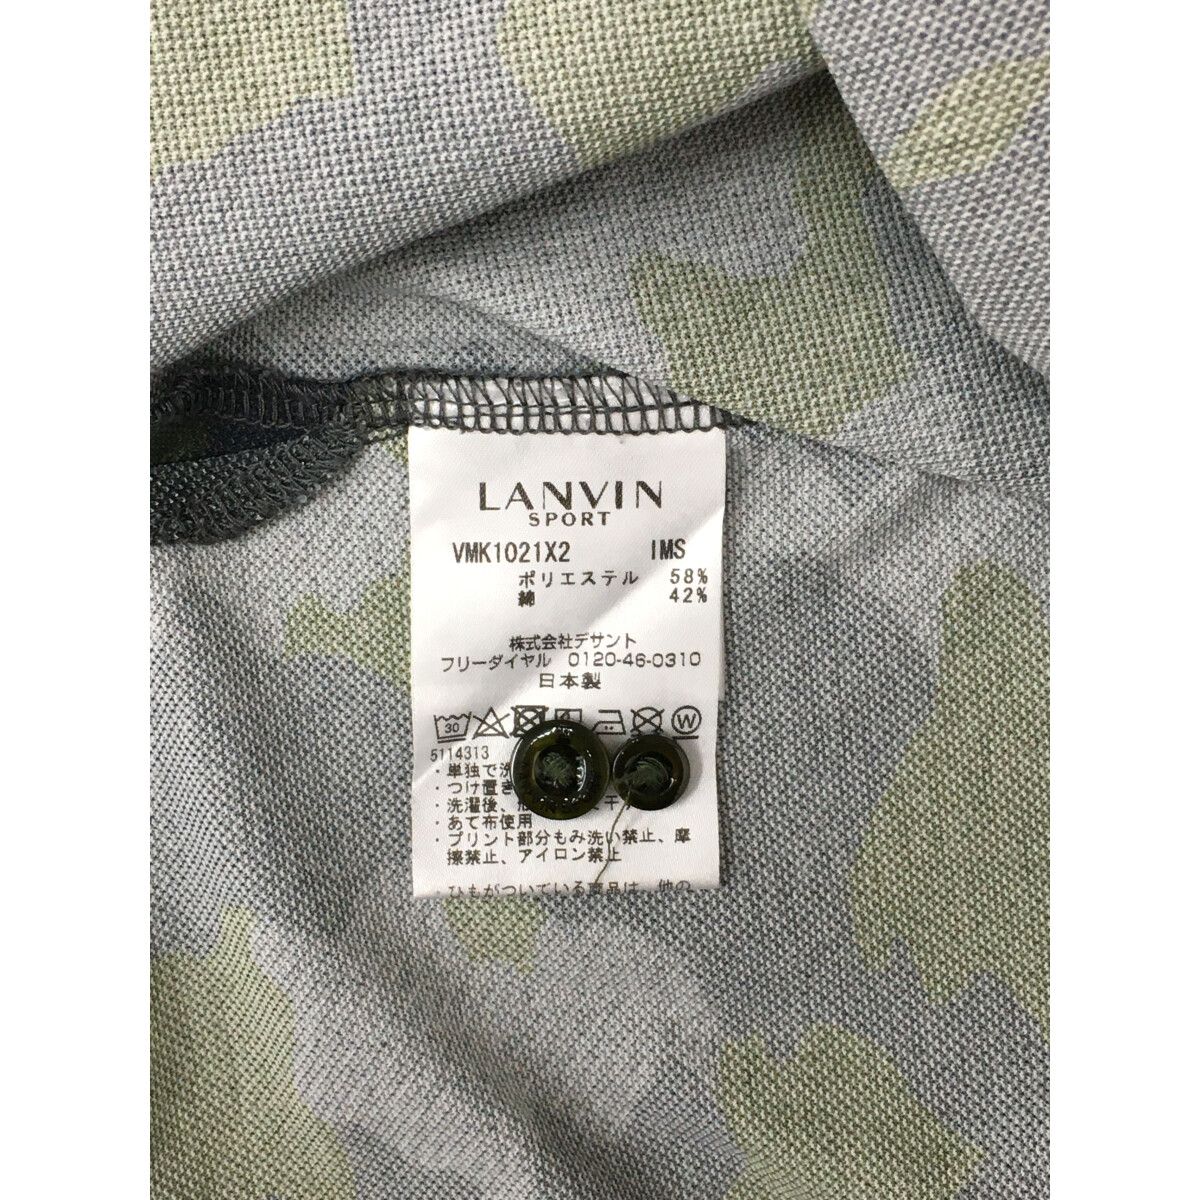 LANVIN
SPORT
VMK1021X2 IMS
ポリエステル 58%
綿 42%
株式会社デサント
フリーダイヤル 0120-46-0310
日本製
30 W
5114313
・単独で洗
・つけ置き
・洗濯後、 干
・あて布使用
・プリント部分もみ洗い禁止、摩
擦禁止、アイロン禁止
・ひもがついている商品は、他の